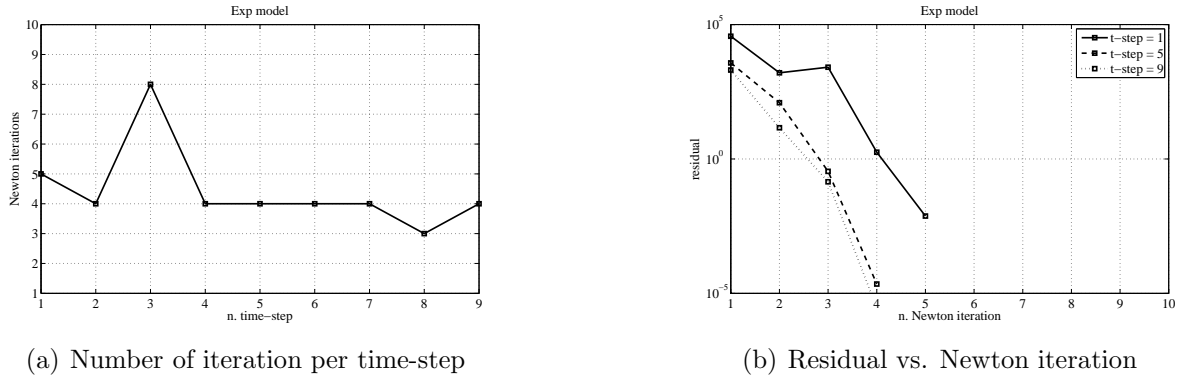 Exp model
10
9
8
7
6
5
4
3
2
1
Newton iterations
1 2 3 4 5 6 7 8 9
n. time-step
(a) Number of iteration per time-step
Exp model
10^5
10^0
10^-5
residual
t-step = 1
t-step = 5
t-step = 9
1 2 3 4 5 6 7 8 9 10
n. Newton iteration
(b) Residual vs. Newton iteration